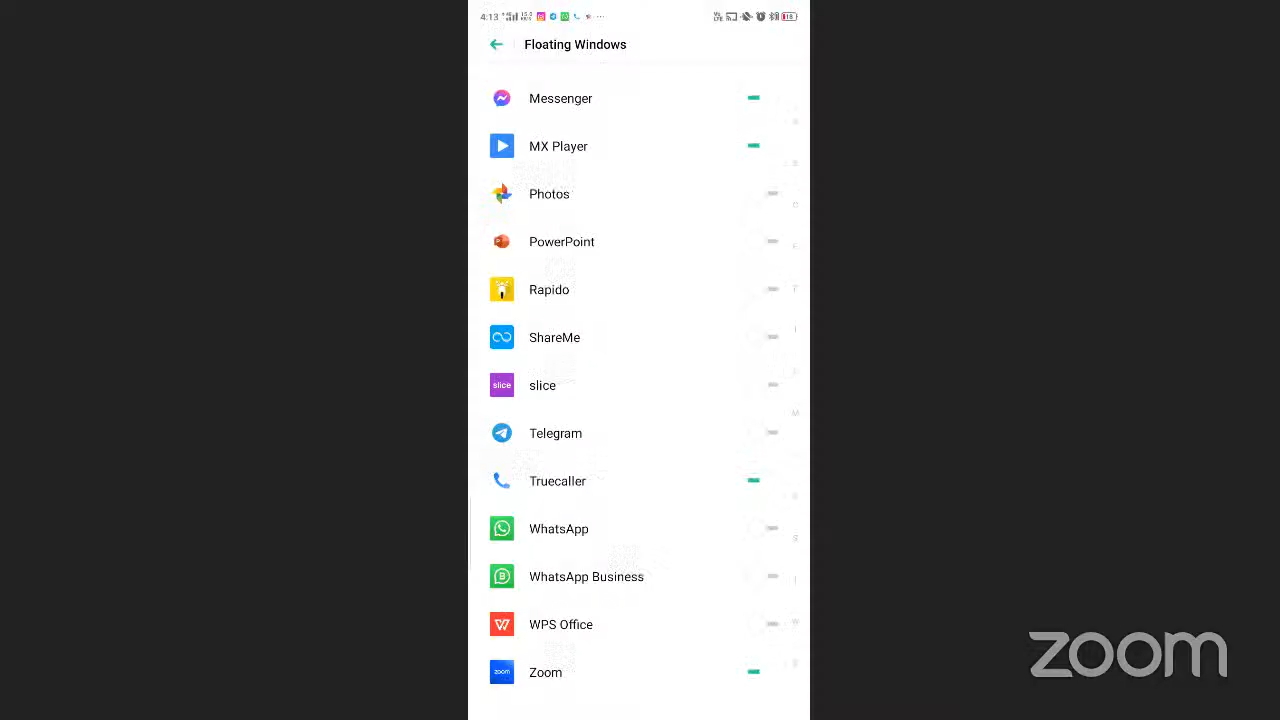 4:13
Floating Windows
Messenger
MX Player
Photos
PowerPoint
Rapido
ShareMe
slice
slice
Telegram
Truecaller
WhatsApp
WhatsApp Business
WPS Office
zoom
Zoom
zoom